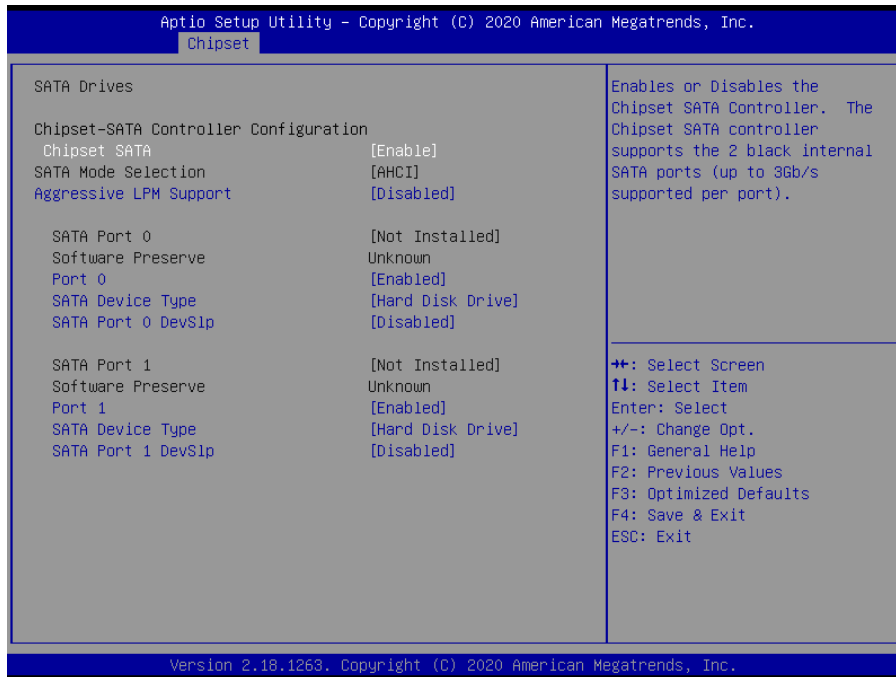 Aptio Setup Utility – Copyright (C) 2020 American Megatrends, Inc.
Chipset
SATA Drives
Chipset-SATA Controller Configuration
Chipset SATA [Enable]
SATA Mode Selection [AHCI]
Aggressive LPM Support [Disabled]
SATA Port 0 [Not Installed]
Software Preserve Unknown
Port 0 [Enabled]
SATA Device Type [Hard Disk Drive]
SATA Port 0 DevSlp [Disabled]
SATA Port 1 [Not Installed]
Software Preserve Unknown
Port 1 [Enabled]
SATA Device Type [Hard Disk Drive]
SATA Port 1 DevSlp [Disabled]
Enables or Disables the
Chipset SATA Controller. The
Chipset SATA controller
supports the 2 black internal
SATA ports (up to 3Gb/s
supported per port).
→←: Select Screen
↑↓: Select Item
Enter: Select
+/-: Change Opt.
F1: General Help
F2: Previous Values
F3: Optimized Defaults
F4: Save & Exit
ESC: Exit
Version 2.18.1263. Copyright (C) 2020 American Megatrends, Inc.